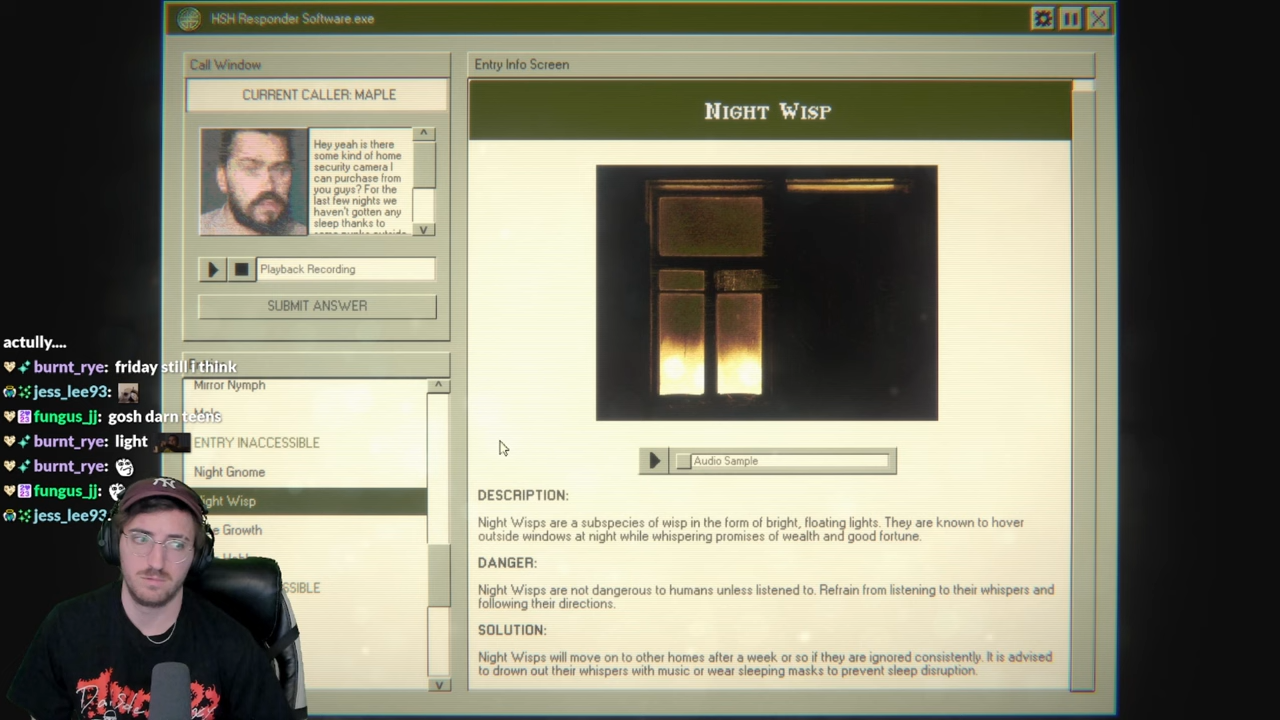 HSH Responder Software.exe
Call Window
CURRENT CALLER: MAPLE
Hey yeah is there
some kind of home
security camera I
can purchase from
you guys? For the
last few nights we
haven't gotten any
sleep thanks to
Playback Recording
SUBMIT ANSWER
Mirror Nymph
ENTRY INACCESSIBLE
Night Gnome
Night Wisp
Growth
Entry Info Screen
NIGHT WISP
Audio Sample
DESCRIPTION:
Night Wisps are a subspecies of wisp in the form of bright, floating lights. They are known to hover
outside windows at night while whispering promises of wealth and good fortune.
DANGER:
Night Wisps are not dangerous to humans unless listened to. Refrain from listening to their whispers and
following their directions.
SOLUTION:
Night Wisps will move on to other homes after a week or so if they are ignored consistently. It is advised
to drown out their whispers with music or wear sleeping masks to prevent sleep disruption.
actully....
burnt_rye: friday still i think
jess_lee93:
fungus_jj: gosh darn teens
burnt_rye: light
burnt_rye:
fungus_jj:
jess_lee93